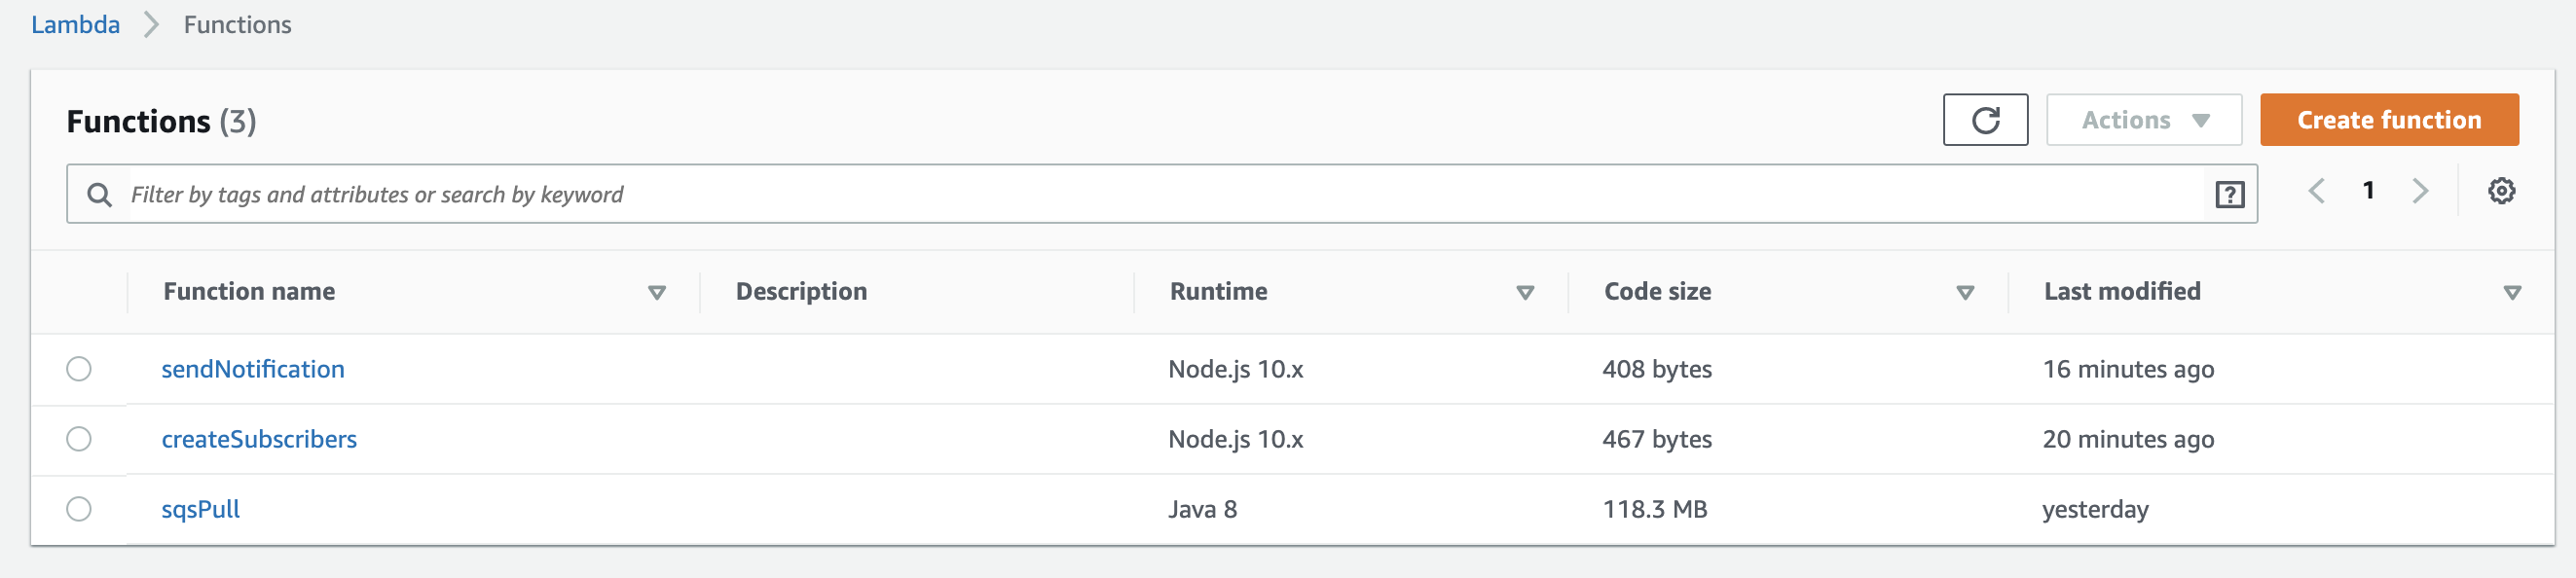 Lambda Functions
Functions (3)
Actions Create function
Filter by tags and attributes or search by keyword ? 1
Function name Description Runtime Code size Last modified
sendNotification Node.js 10.x 408 bytes 16 minutes ago
createSubscribers Node.js 10.x 467 bytes 20 minutes ago
sqsPull Java 8 118.3 MB yesterday